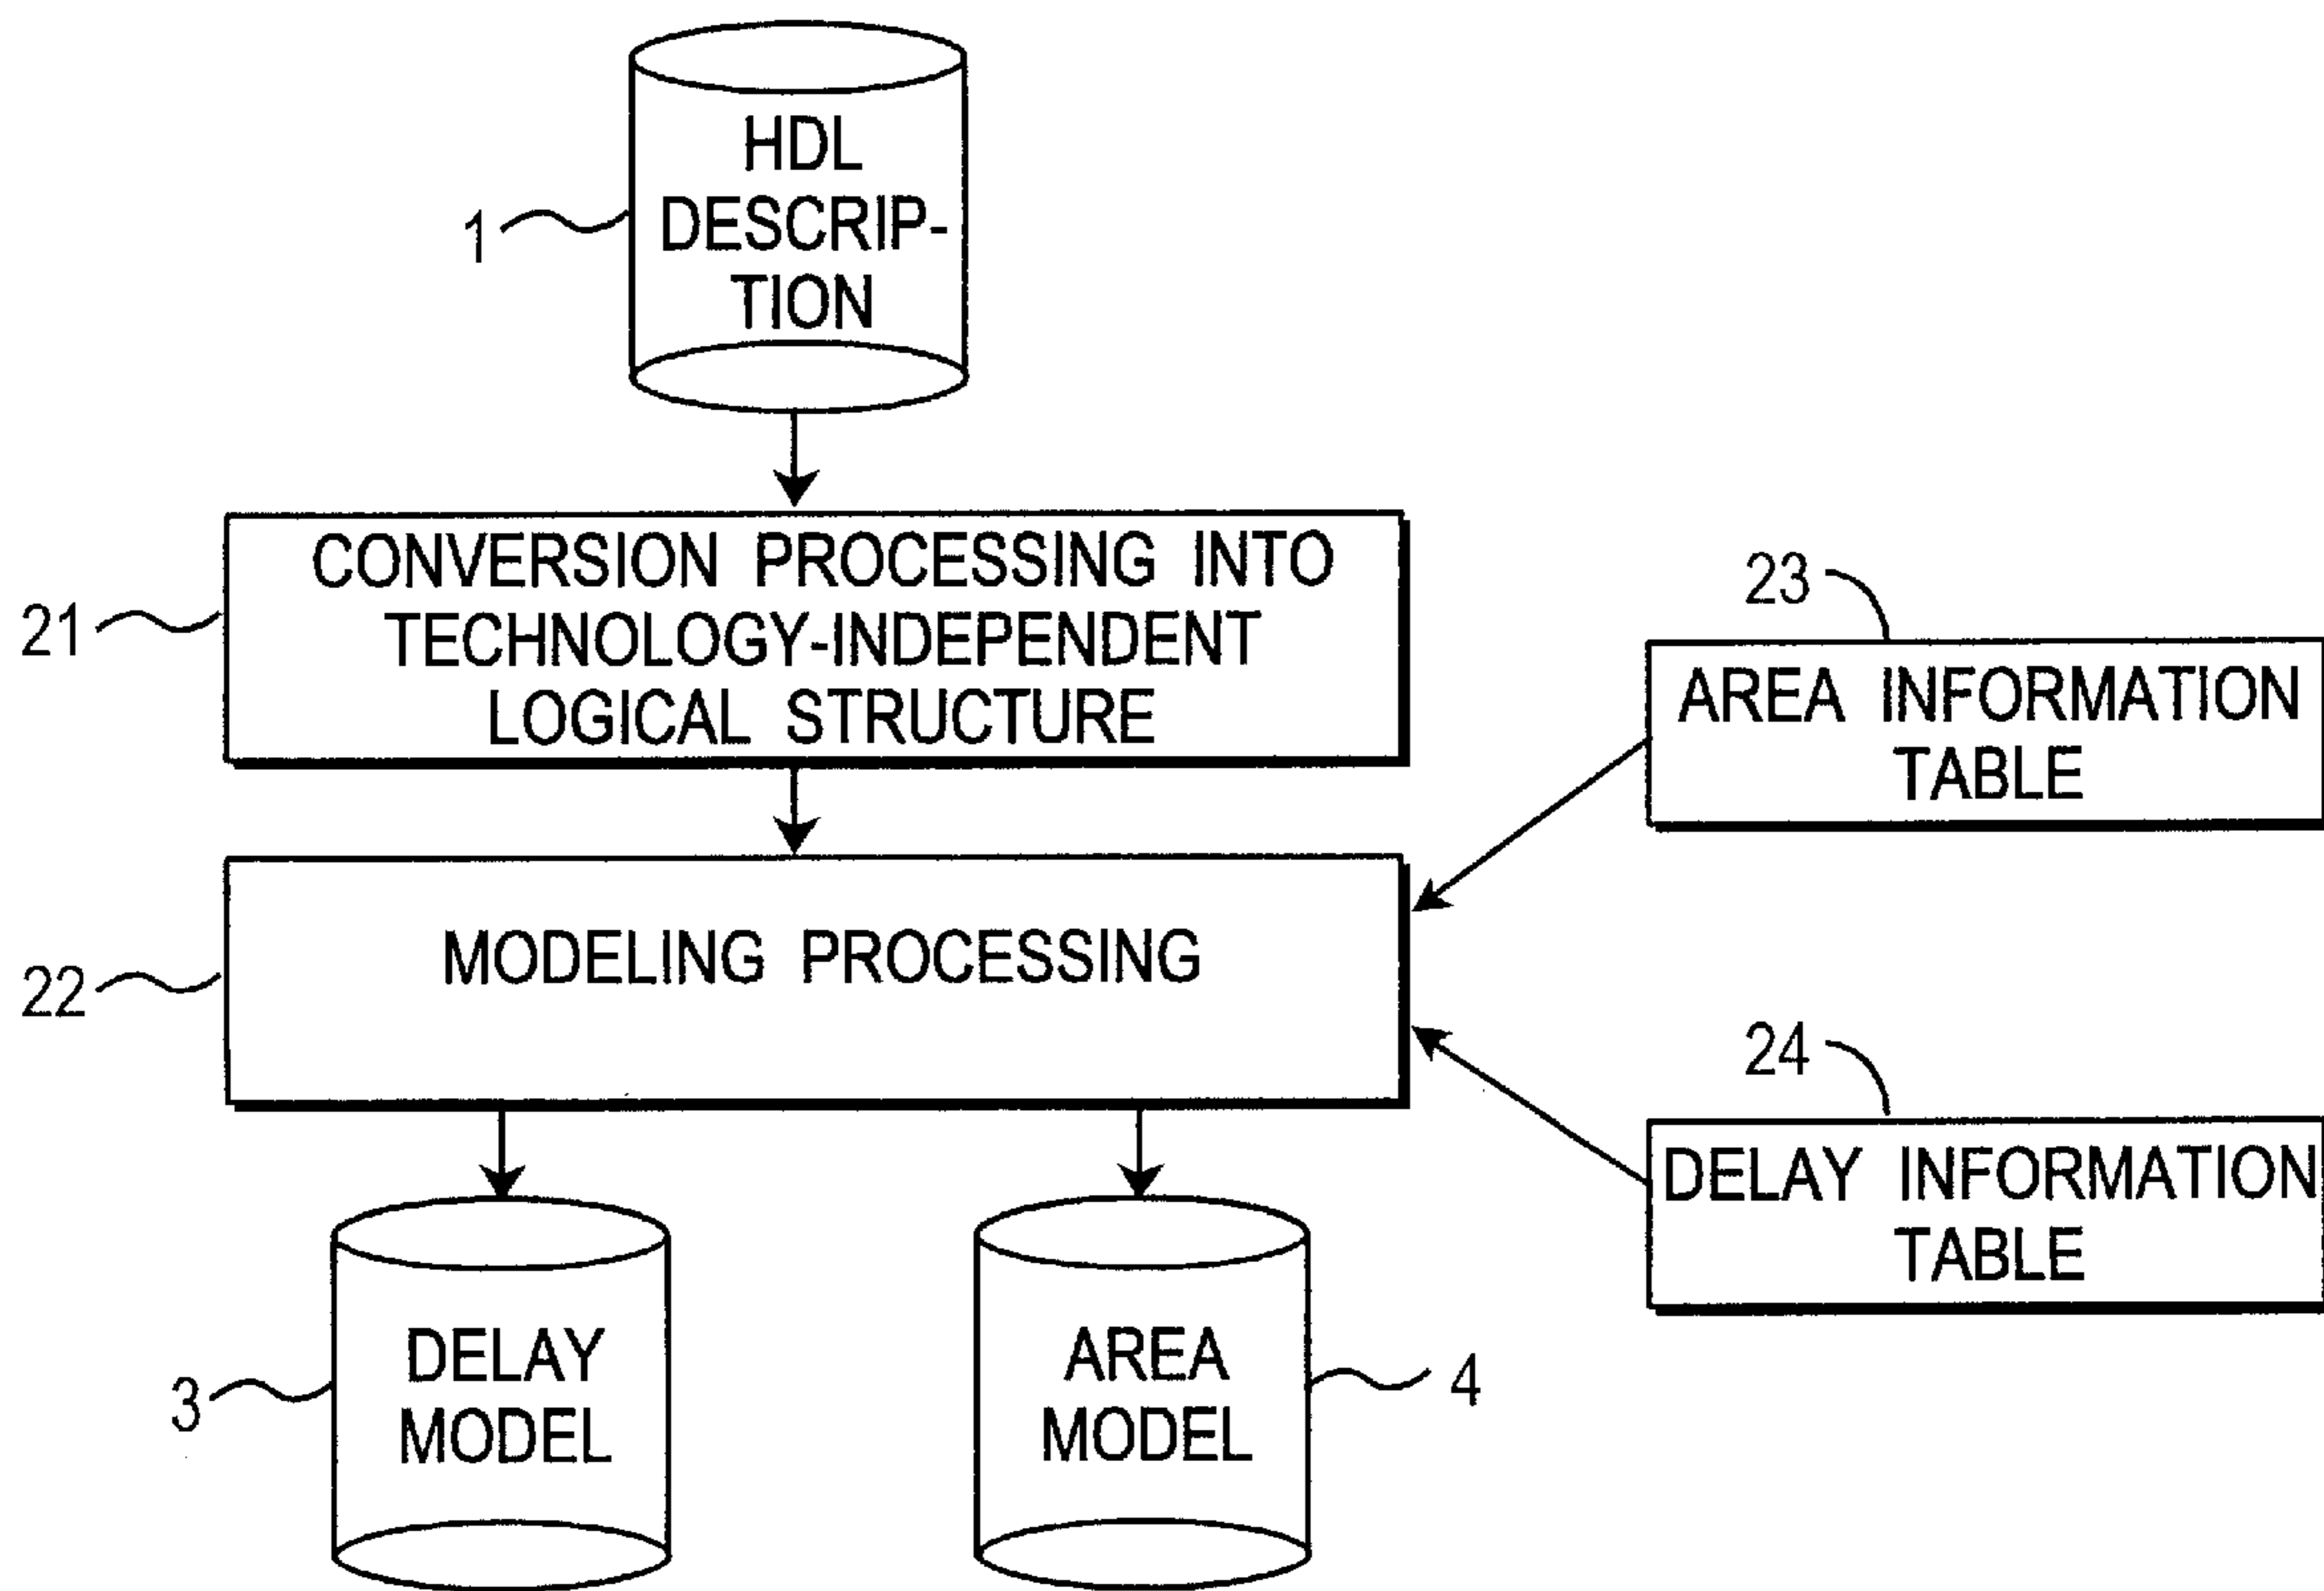 HDL
DESCRIP-
TION
1
CONVERSION PROCESSING INTO
TECHNOLOGY-INDEPENDENT
LOGICAL STRUCTURE
21
23
AREA INFORMATION
TABLE
MODELING PROCESSING
22
24
DELAY INFORMATION
TABLE
DELAY
MODEL
3
AREA
MODEL
4